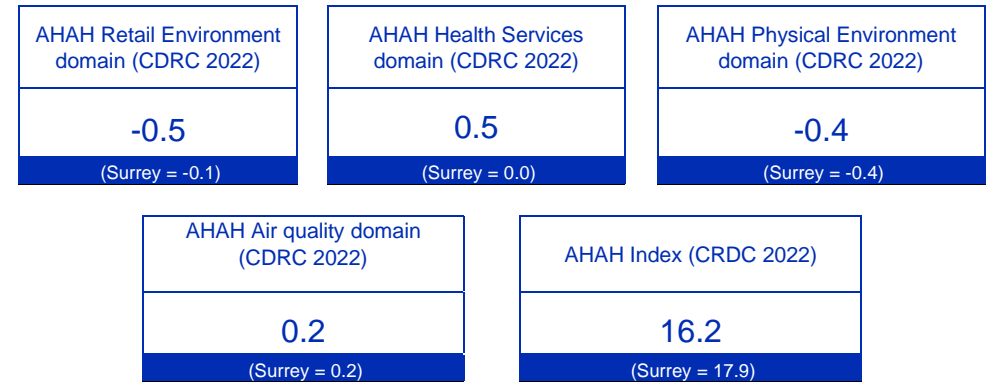 AHAH Retail Environment
domain (CDRC 2022)
-0.5
(Surrey = -0.1)
AHAH Health Services
domain (CDRC 2022)
0.5
(Surrey = 0.0)
AHAH Physical Environment
domain (CDRC 2022)
-0.4
(Surrey = -0.4)
AHAH Air quality domain
(CDRC 2022)
0.2
(Surrey = 0.2)
AHAH Index (CRDC 2022)
16.2
(Surrey = 17.9)